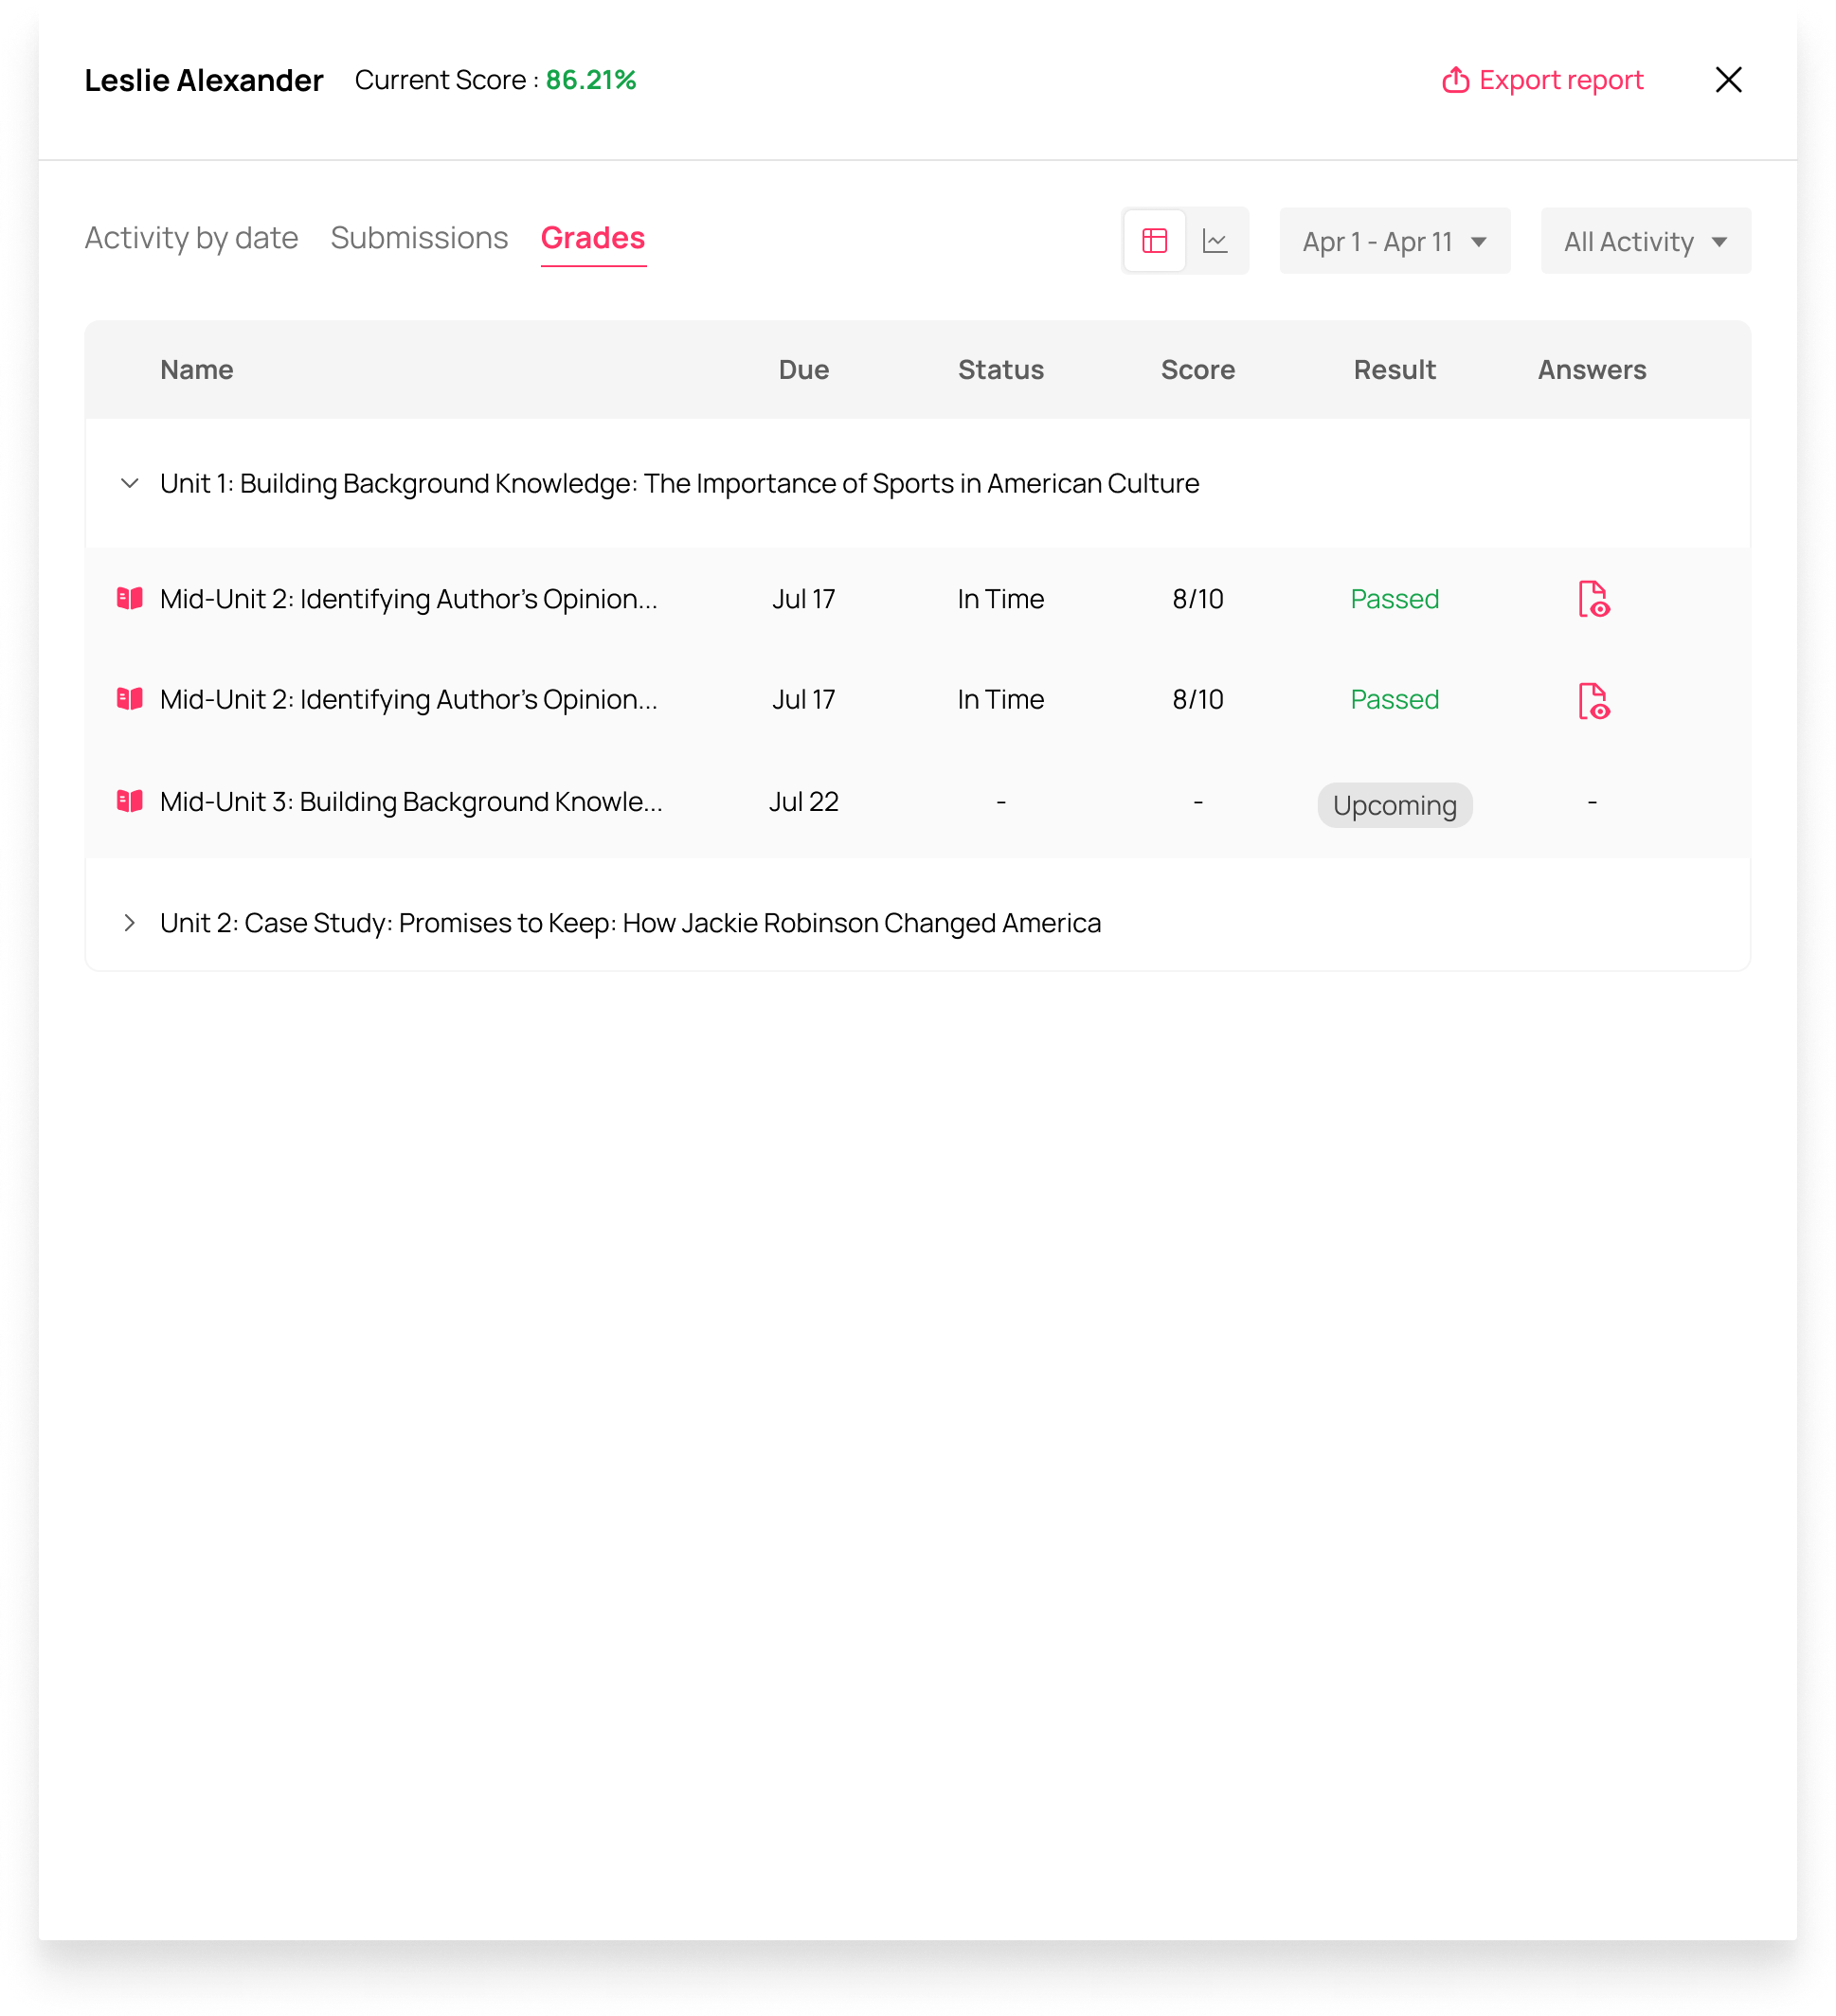 Leslie Alexander Current Score : 86.21% Export report
Activity by date Submissions Grades Apr 1 - Apr 11 All Activity
Name Due Status Score Result Answers
Unit 1: Building Background Knowledge: The Importance of Sports in American Culture
Mid-Unit 2: Identifying Author’s Opinion... Jul 17 In Time 8/10 Passed
Mid-Unit 2: Identifying Author’s Opinion... Jul 17 In Time 8/10 Passed
Mid-Unit 3: Building Background Knowle... Jul 22 - - Upcoming -
Unit 2: Case Study: Promises to Keep: How Jackie Robinson Changed America